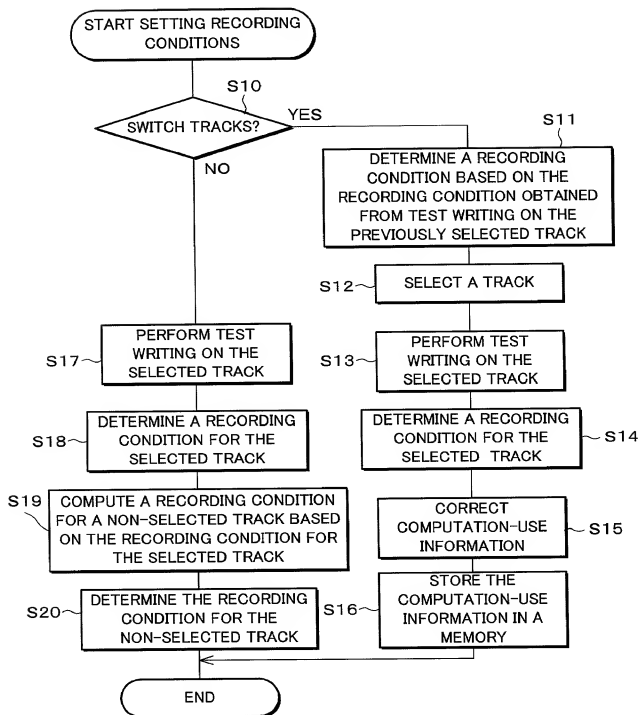 START SETTING RECORDING
CONDITIONS
S10
SWITCH TRACKS?
YES
NO
S11
DETERMINE A RECORDING
CONDITION BASED ON THE
RECORDING CONDITION OBTAINED
FROM TEST WRITING ON THE
PREVIOUSLY SELECTED TRACK
S12
SELECT A TRACK
S13
PERFORM TEST
WRITING ON THE
SELECTED TRACK
S14
DETERMINE A RECORDING
CONDITION FOR THE
SELECTED TRACK
S15
CORRECT
COMPUTATION-USE
INFORMATION
S16
STORE THE
COMPUTATION-USE
INFORMATION IN A
MEMORY
S17
PERFORM TEST
WRITING ON THE
SELECTED TRACK
S18
DETERMINE A RECORDING
CONDITION FOR THE
SELECTED TRACK
S19
COMPUTE A RECORDING CONDITION
FOR A NON-SELECTED TRACK BASED
ON THE RECORDING CONDITION FOR
THE SELECTED TRACK
S20
DETERMINE THE RECORDING
CONDITION FOR THE
NON-SELECTED TRACK
END